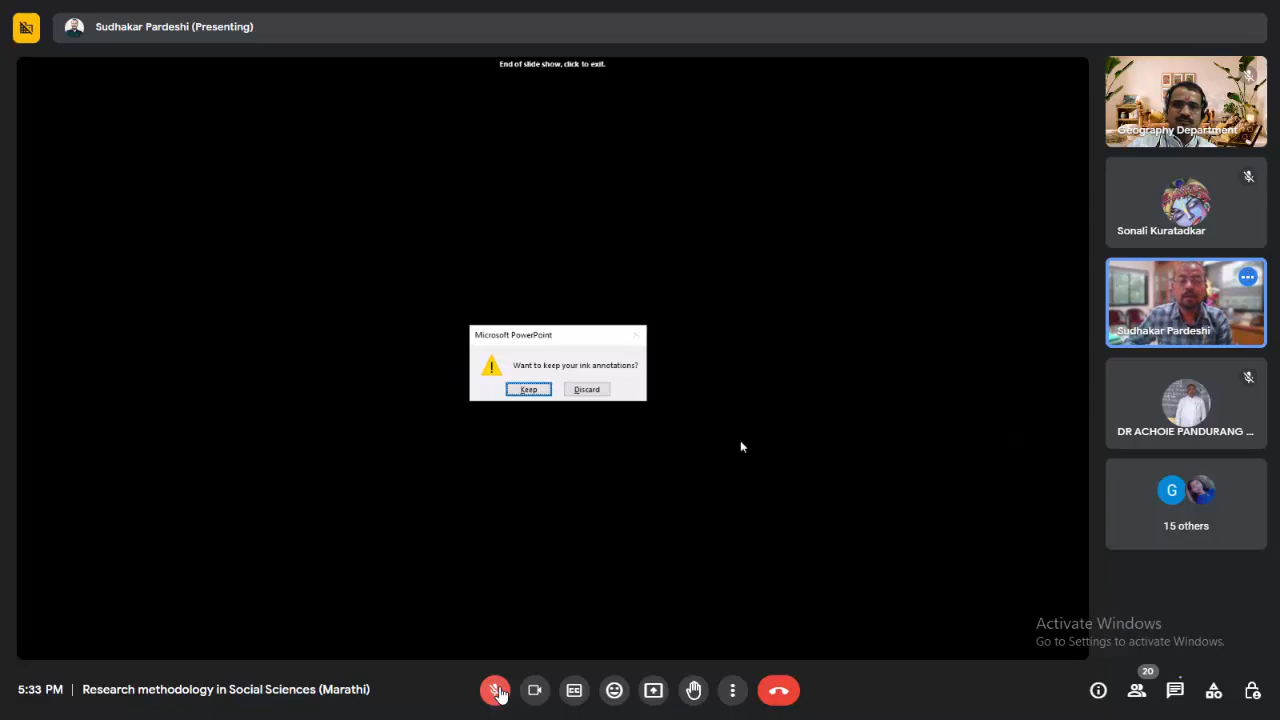 Sudhakar Pardeshi (Presenting)
End of slide show, click to exit.
Geography Department
Sonali Kuratadkar
Microsoft PowerPoint
Want to keep your ink annotations?
Keep
Discard
Sudhakar Pardeshi
DR ACHOIE PANDURANG ...
G
15 others
Activate Windows
Go to Settings to activate Windows.
5:33 PM | Research methodology in Social Sciences (Marathi)
CC
20